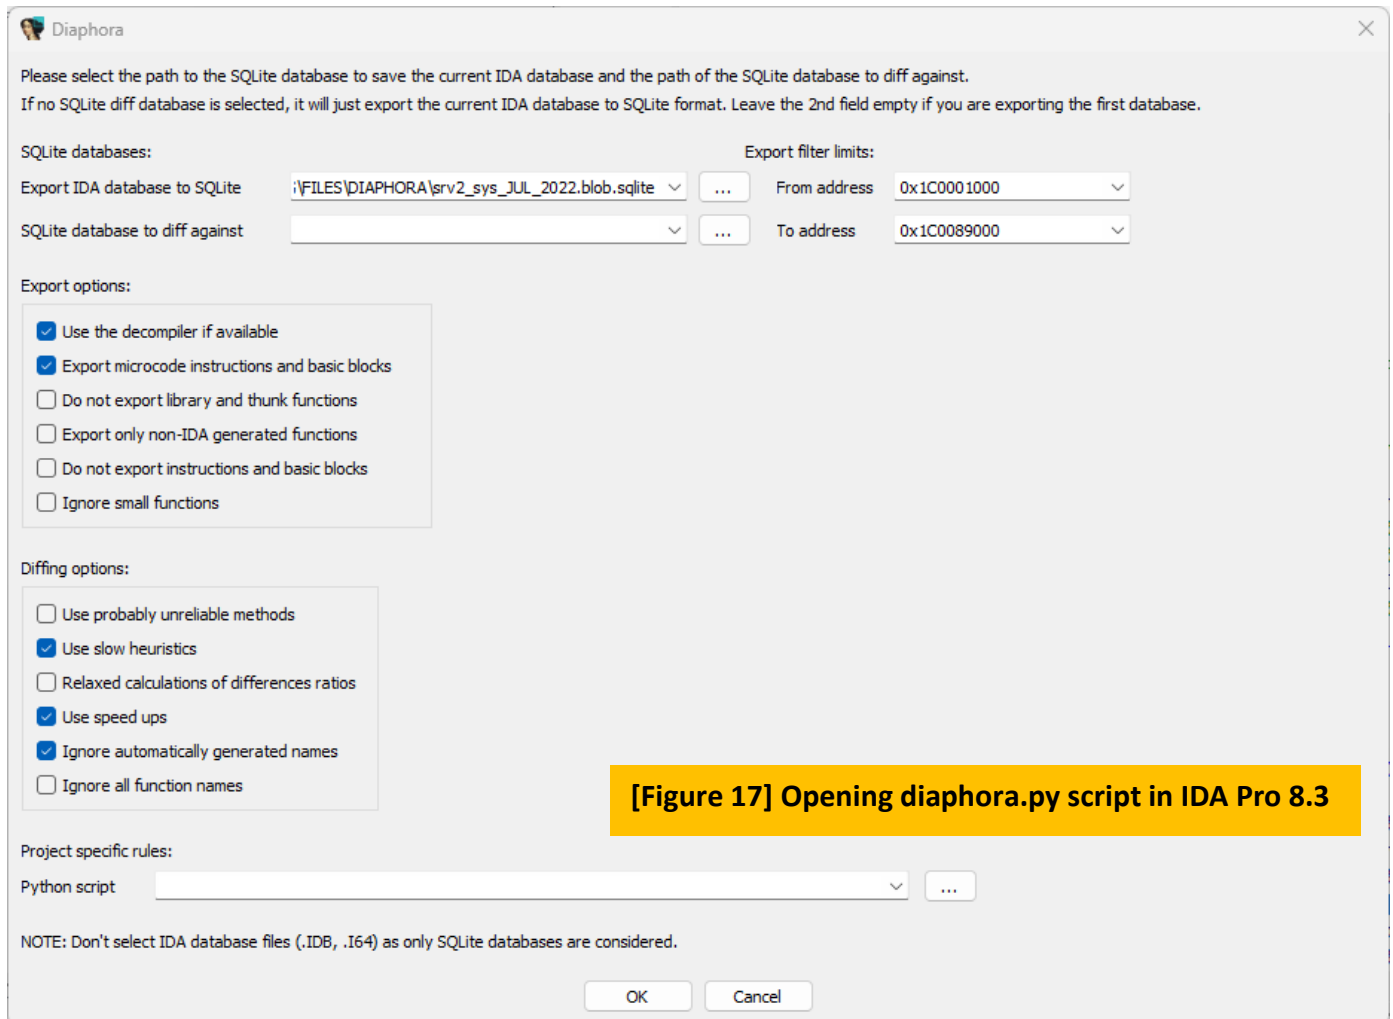 Diaphora
Please select the path to the SQLite database to save the current IDA database and the path of the SQLite database to diff against.
If no SQLite diff database is selected, it will just export the current IDA database to SQLite format. Leave the 2nd field empty if you are exporting the first database.
SQLite databases:
Export filter limits:
Export IDA database to SQLite
\FILES\DIAPHORA\srv2_sys_JUL_2022.blob.sqlite
...
From address
0x1C0001000
SQLite database to diff against
...
To address
0x1C0089000
Export options:
Use the decompiler if available
Export microcode instructions and basic blocks
Do not export library and thunk functions
Export only non-IDA generated functions
Do not export instructions and basic blocks
Ignore small functions
Diffing options:
Use probably unreliable methods
Use slow heuristics
Relaxed calculations of differences ratios
Use speed ups
Ignore automatically generated names
Ignore all function names
[Figure 17] Opening diaphora.py script in IDA Pro 8.3
Project specific rules:
Python script
...
NOTE: Don't select IDA database files (.IDB, .I64) as only SQLite databases are considered.
OK
Cancel